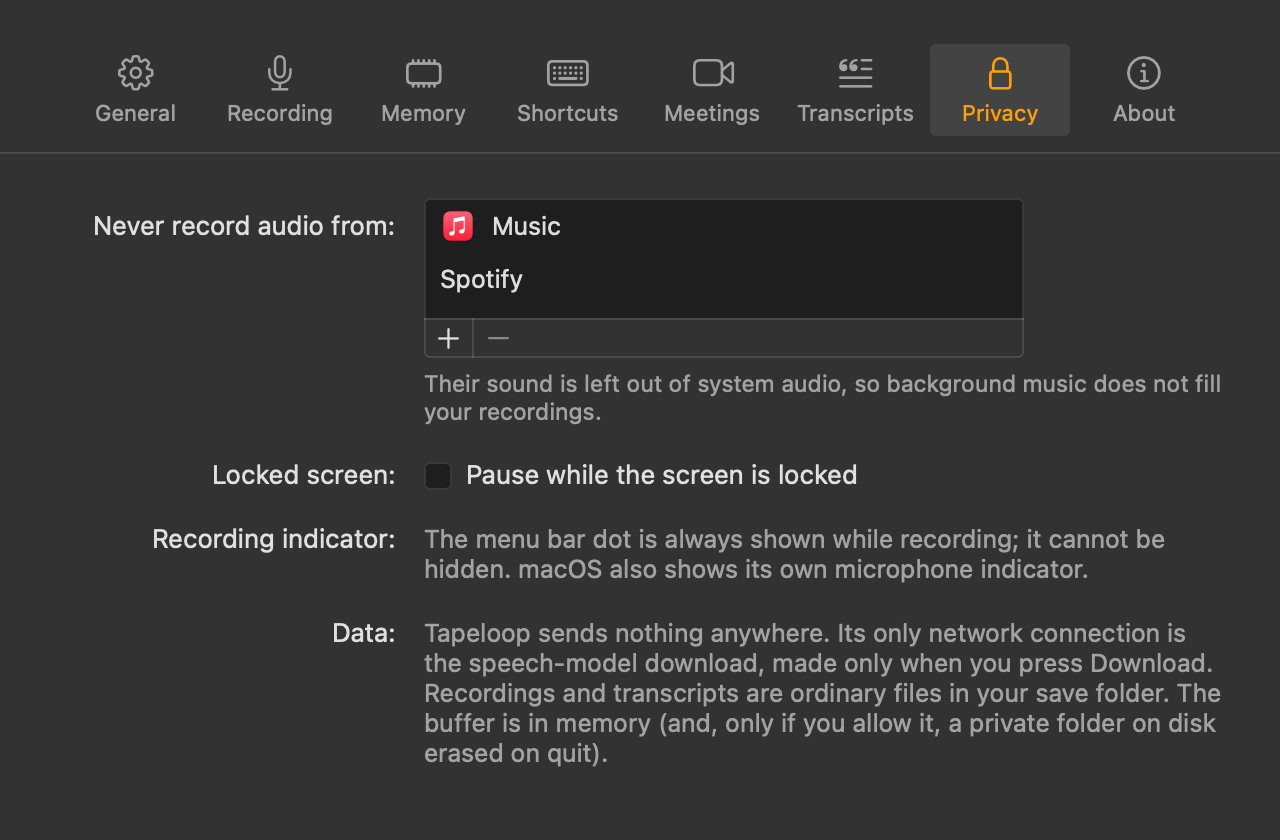 General
Recording
Memory
Shortcuts
Meetings
Transcripts
Privacy
About
Never record audio from:
Music
Spotify
Their sound is left out of system audio, so background music does not fill
your recordings.
Locked screen:
Pause while the screen is locked
Recording indicator:
The menu bar dot is always shown while recording; it cannot be
hidden. macOS also shows its own microphone indicator.
Data:
Tapeloop sends nothing anywhere. Its only network connection is
the speech-model download, made only when you press Download.
Recordings and transcripts are ordinary files in your save folder. The
buffer is in memory (and, only if you allow it, a private folder on disk
erased on quit).